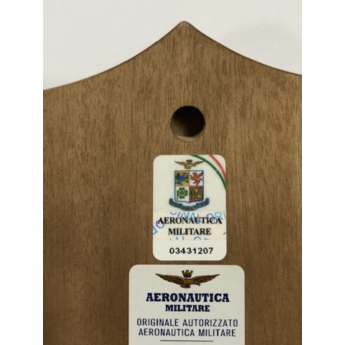 AERONAUTICA
MILITARE
03431207
AERONAUTICA
MILITARE
ORIGINALE AUTORIZZATO
AERONAUTICA MILITARE